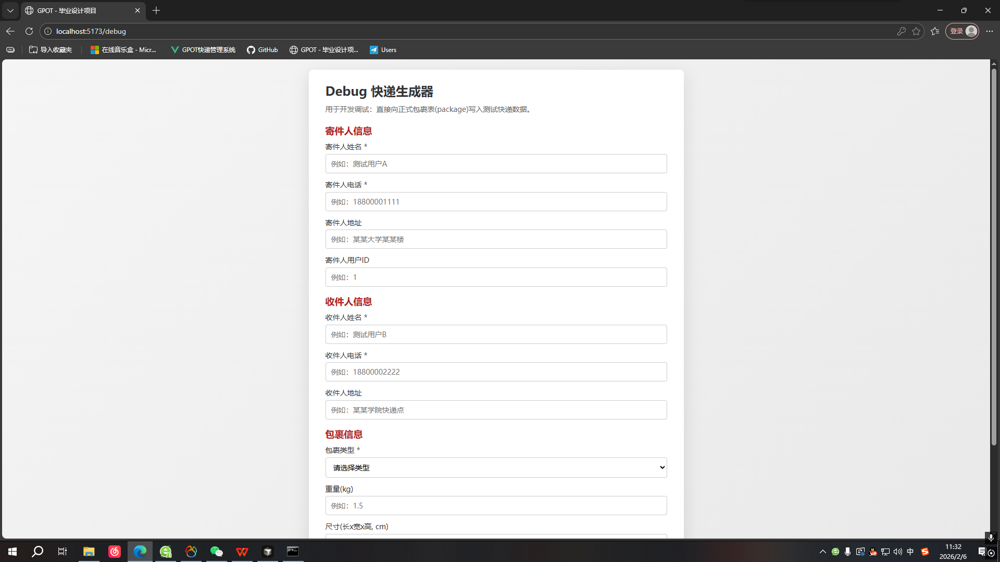 GPOT - 毕业设计项目
localhost:5173/debug
登录
导入收藏夹
在线音乐盒 - Micr...
GPOT快递管理系统
GitHub
GPOT - 毕业设计项...
Users
Debug 快递生成器
用于开发调试：直接向正式包裹表(package)写入测试快递数据。
寄件人信息
寄件人姓名 *
例如：测试用户A
寄件人电话 *
例如：18800001111
寄件人地址
例如：某某大学某某楼
寄件人用户ID
例如：1
收件人信息
收件人姓名 *
例如：测试用户B
收件人电话 *
例如：18800002222
收件人地址
例如：某某学院快递点
包裹信息
包裹类型 *
请选择类型
重量(kg)
例如：1.5
尺寸(长x宽x高, cm)
中
11:32
2026/2/6